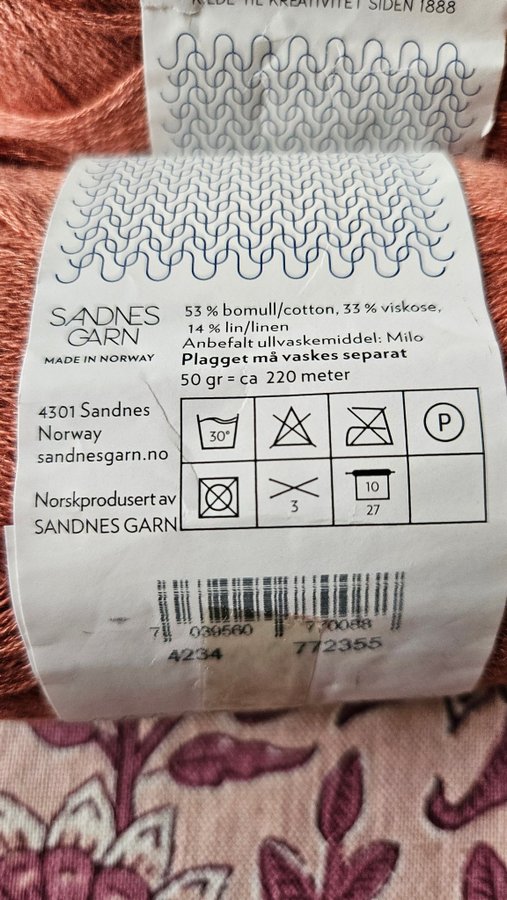 KLEDE TIL KREATIVITET SIDEN 1888
SANDNES
GARN
MADE IN NORWAY
53 % bomull/cotton, 33 % viskose,
14 % lin/linen
Anbefalt ullvaskemiddel: Milo
Plagget må vaskes separat
50 gr = ca 220 meter
4301 Sandnes
Norway
sandnesgarn.no
Norskprodusert av
SANDNES GARN
30°
P
3
10
27
7 039560 770088
4234 772355